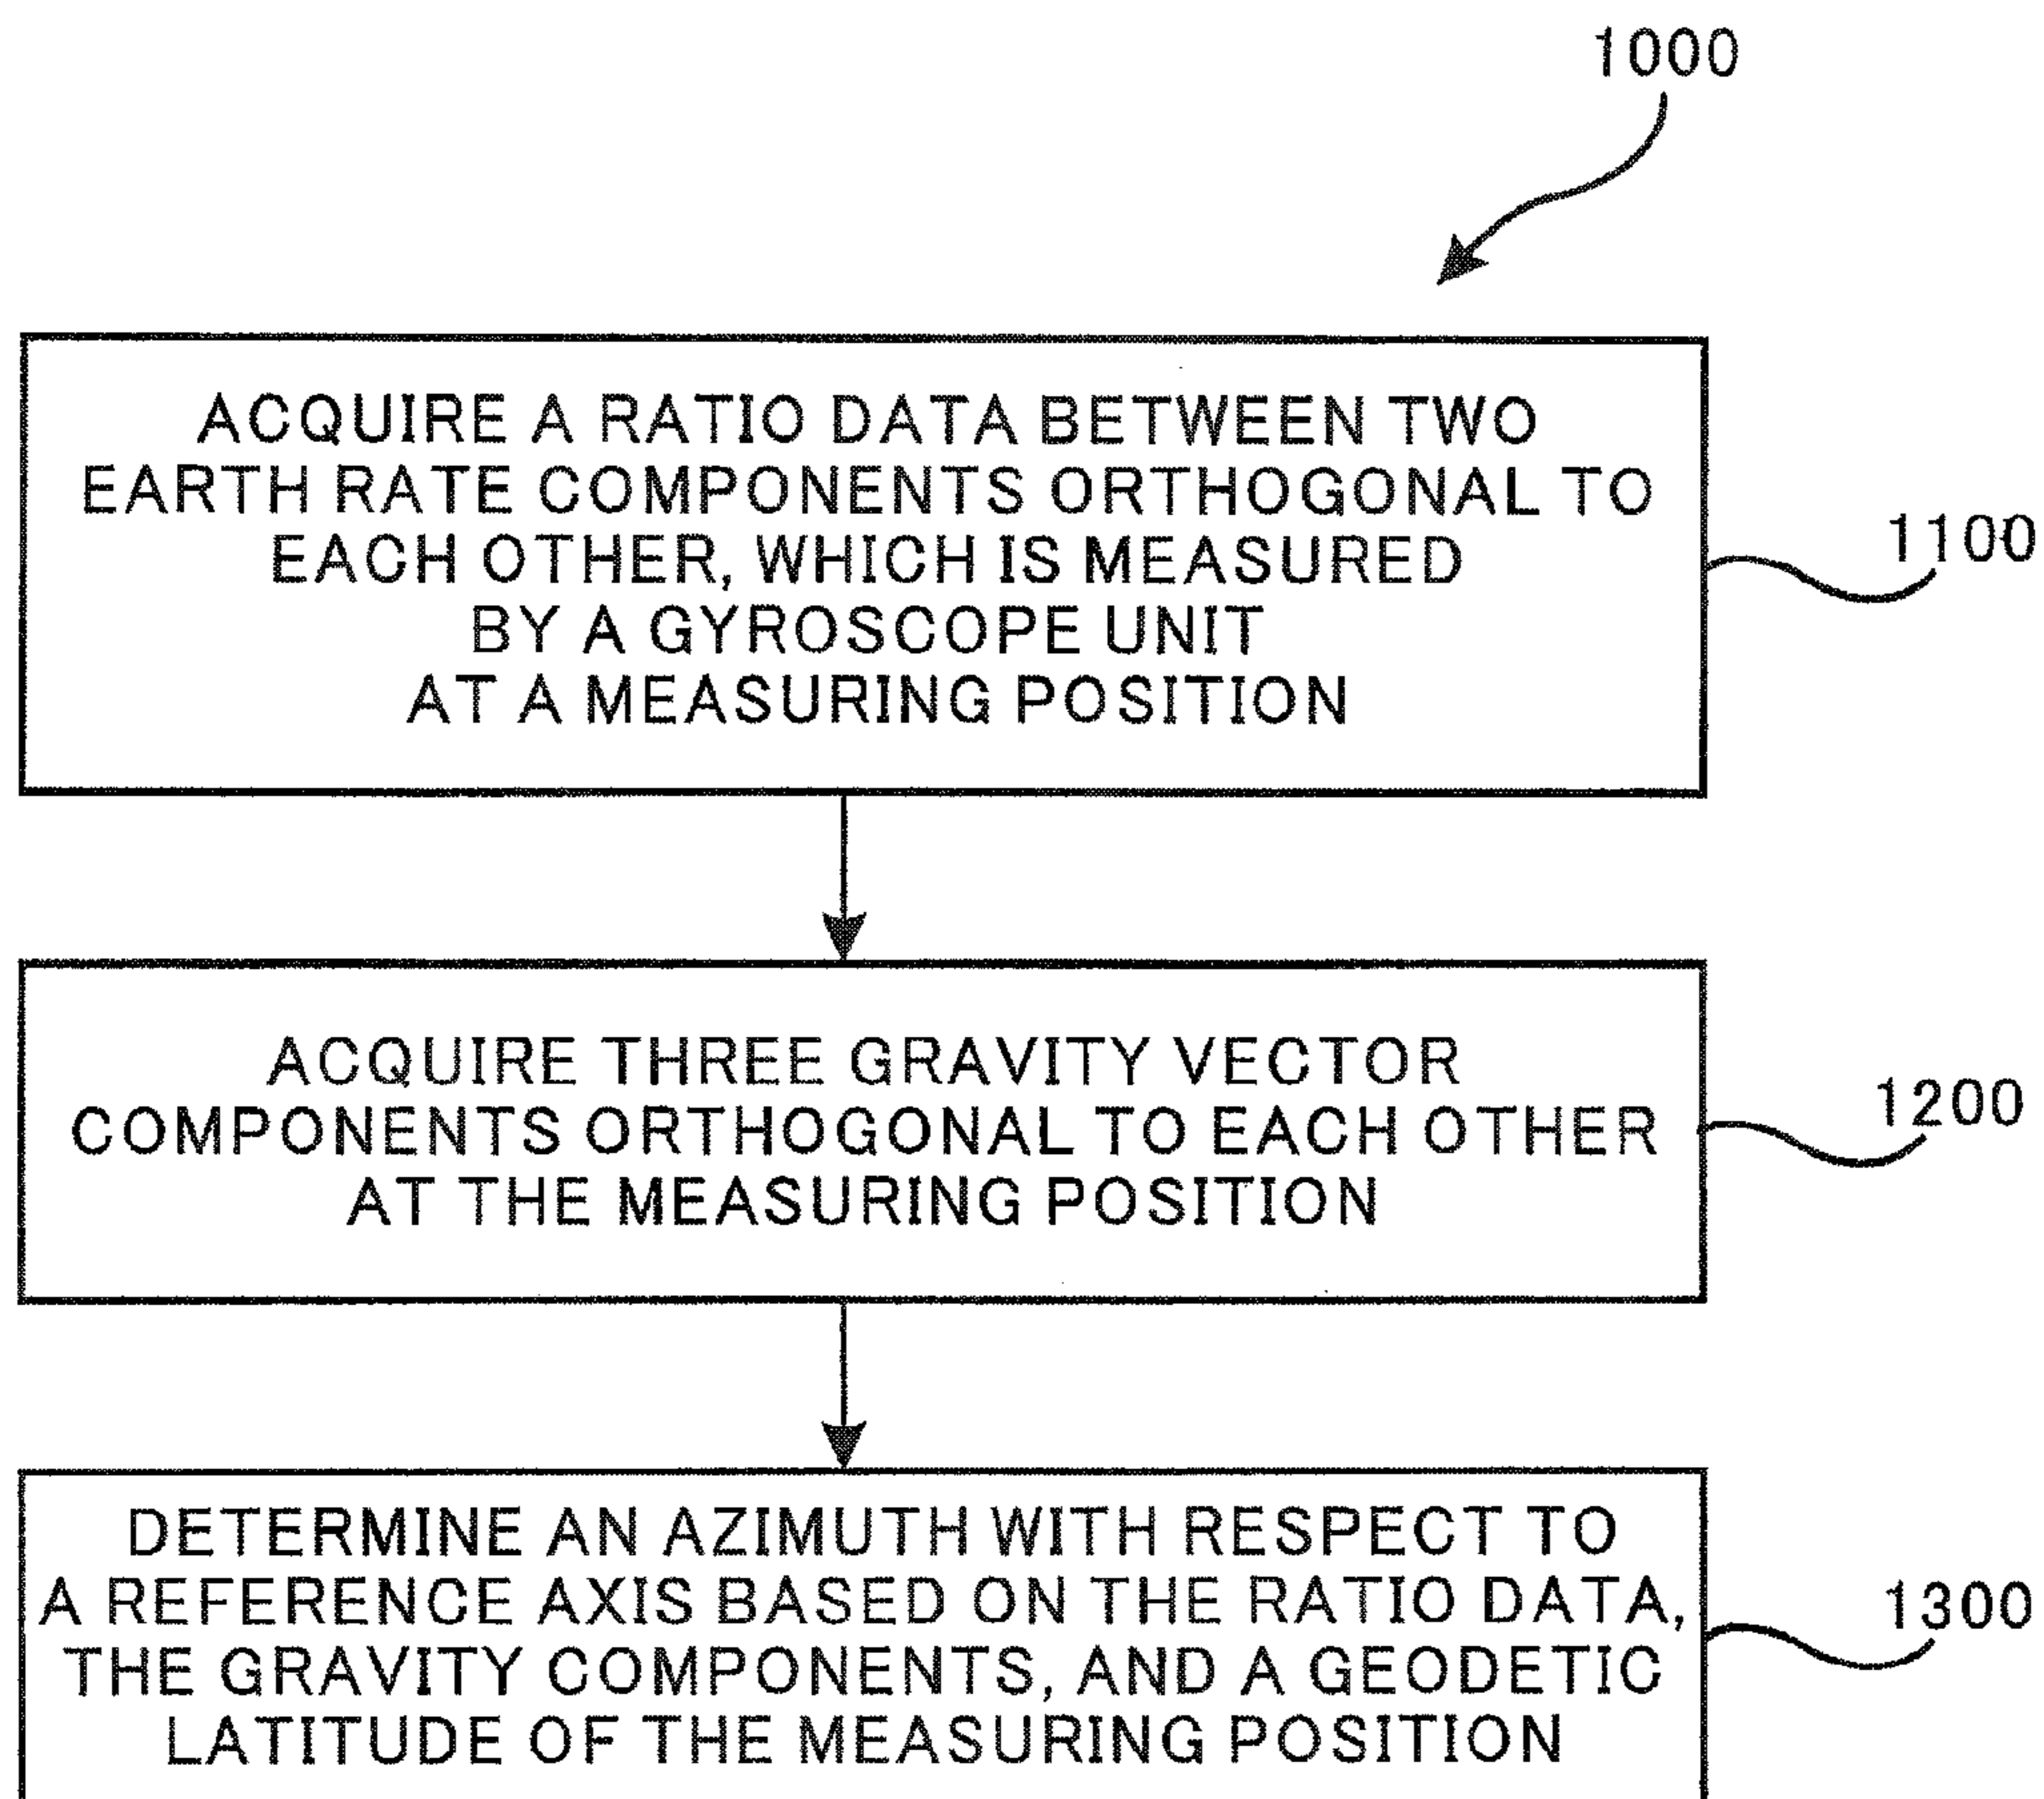 1000
ACQUIRE A RATIO DATA BETWEEN TWO
EARTH RATE COMPONENTS ORTHOGONAL TO
EACH OTHER, WHICH IS MEASURED
BY A GYROSCOPE UNIT
AT A MEASURING POSITION
1100
ACQUIRE THREE GRAVITY VECTOR
COMPONENTS ORTHOGONAL TO EACH OTHER
AT THE MEASURING POSITION
1200
DETERMINE AN AZIMUTH WITH RESPECT TO
A REFERENCE AXIS BASED ON THE RATIO DATA,
THE GRAVITY COMPONENTS, AND A GEODETIC
LATITUDE OF THE MEASURING POSITION
1300